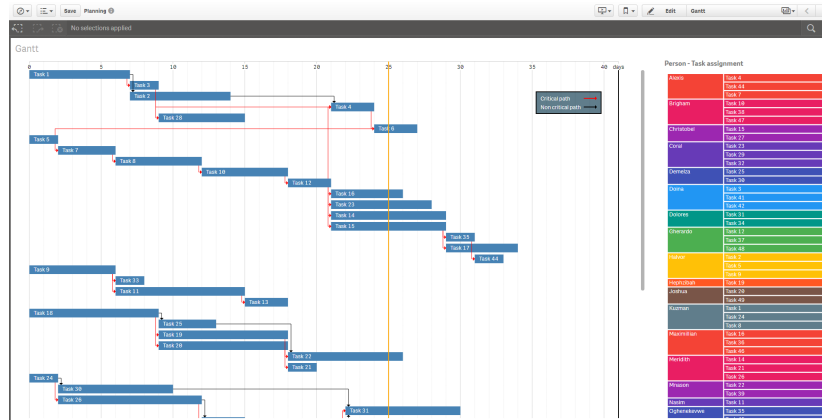 Save Planning
Edit Gantt
No selections applied
Gantt
0 5 10 15 20 25 30 35 40 days
Task 1
Task 3
Task 2
Task 4
Task 28
Task 6
Task 5
Task 7
Task 8
Task 10
Task 12
Task 16
Task 23
Task 14
Task 15
Task 35
Task 17
Task 44
Task 9
Task 33
Task 11
Task 13
Task 18
Task 25
Task 19
Task 20
Task 22
Task 21
Task 24
Task 30
Task 26
Task 31
Critical path
Non critical path
Person - Task assignment
Alexio Task 4
Task 44
Task 7
Brigham Task 10
Task 38
Task 47
Christobel Task 15
Task 27
Coral Task 23
Task 29
Task 32
Demelza Task 25
Task 30
Doina Task 3
Task 41
Task 42
Dolores Task 31
Task 34
Gherardo Task 12
Task 37
Task 48
Task 2
Task 9
Hephzibah Task 19
Joshua Task 20
Task 49
Kuzman Task 1
Task 24
Task 8
Maximillian Task 16
Task 36
Task 46
Meridith Task 14
Task 21
Task 26
Mnason Task 22
Task 39
Nasim Task 11
Oghenekevwe Task 35